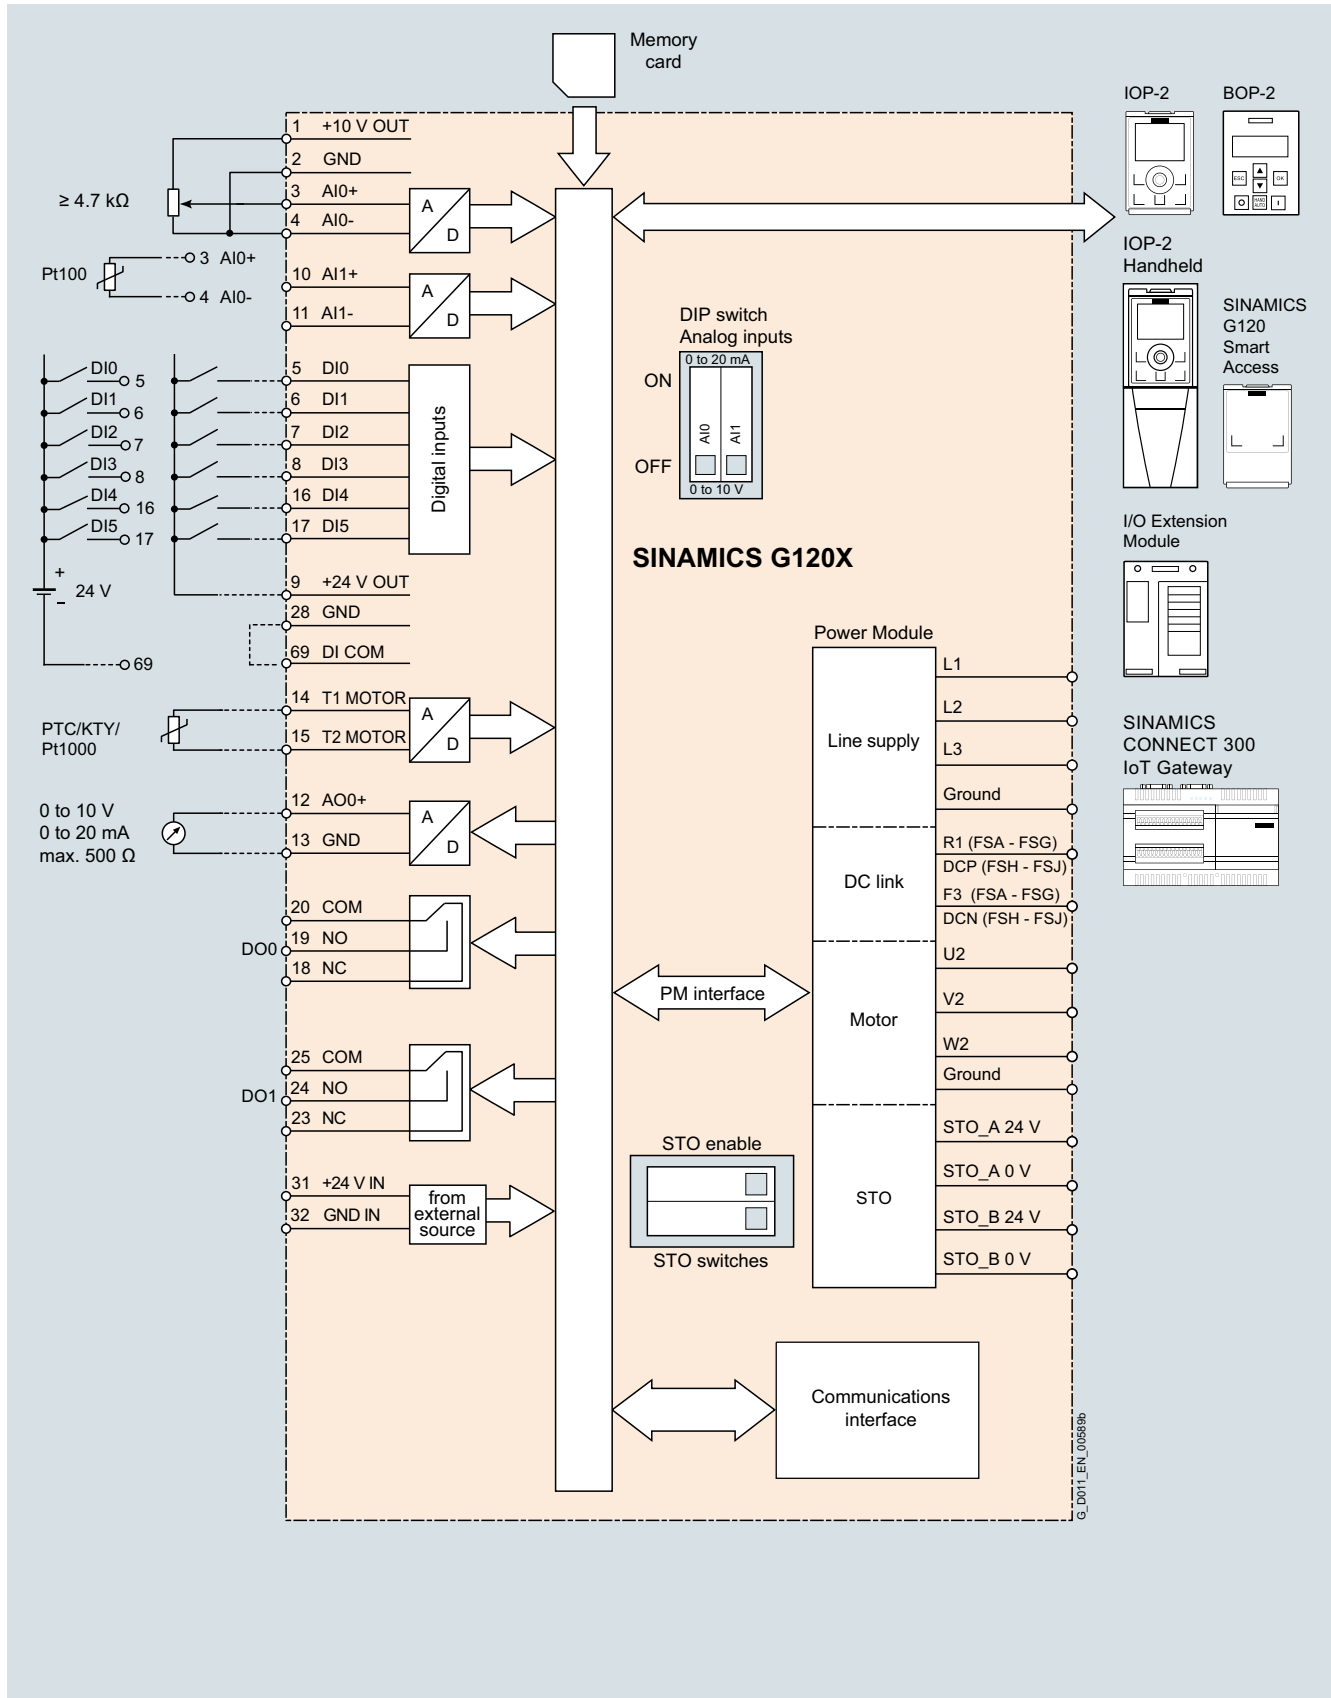 Memory
card
IOP-2
BOP-2
ESC
OK
HAND
AUTO
IOP-2
Handheld
SINAMICS
G120
Smart
Access
I/O Extension
Module
SINAMICS
CONNECT 300
IoT Gateway
1 +10 V OUT
2 GND
3 AI0+
4 AI0-
≥ 4.7 kΩ
A
D
Pt100
3 AI0+
4 AI0-
10 AI1+
11 AI1-
A
D
DIP switch
Analog inputs
0 to 20 mA
ON
AI0
AI1
OFF
0 to 10 V
DI0
5
DI1
6
DI2
7
DI3
8
DI4
16
DI5
17
+
24 V
–
69
5 DI0
6 DI1
7 DI2
8 DI3
16 DI4
17 DI5
Digital inputs
9 +24 V OUT
28 GND
69 DI COM
SINAMICS G120X
PTC/KTY/
Pt1000
14 T1 MOTOR
15 T2 MOTOR
A
D
0 to 10 V
0 to 20 mA
max. 500 Ω
12 AO0+
13 GND
A
D
DO0
20 COM
19 NO
18 NC
DO1
25 COM
24 NO
23 NC
31 +24 V IN
32 GND IN
from
external
source
PM interface
Power Module
Line supply
L1
L2
L3
Ground
DC link
R1 (FSA - FSG)
DCP (FSH - FSJ)
F3 (FSA - FSG)
DCN (FSH - FSJ)
Motor
U2
V2
W2
Ground
STO
STO_A 24 V
STO_A 0 V
STO_B 24 V
STO_B 0 V
STO enable
STO switches
Communications
interface
G_D011_EN_00589b